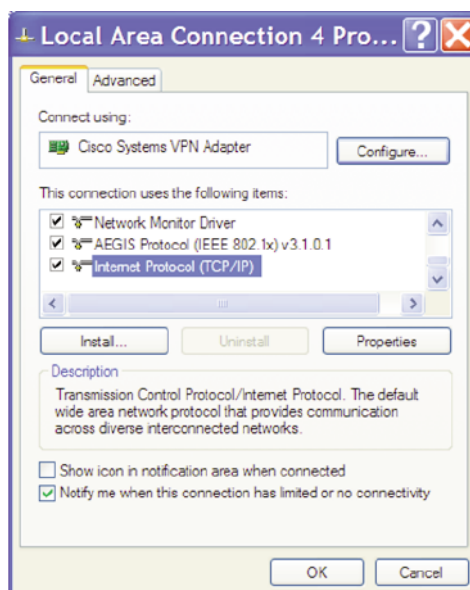 Local Area Connection 4 Pro...
General Advanced
Connect using:
Cisco Systems VPN Adapter Configure...
This connection uses the following items:
Network Monitor Driver
AEGIS Protocol (IEEE 802.1x) v3.1.0.1
Internet Protocol (TCP/IP)
Install... Uninstall Properties
Description
Transmission Control Protocol/Internet Protocol. The default
wide area network protocol that provides communication
across diverse interconnected networks.
Show icon in notification area when connected
Notify me when this connection has limited or no connectivity
OK Cancel